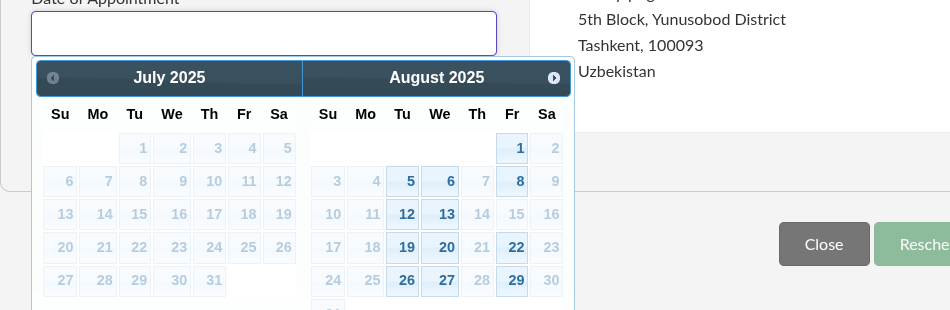 Date of Appointment
5th Block, Yunusobod District
Tashkent, 100093
Uzbekistan
July 2025
Su Mo Tu We Th Fr Sa
1 2 3 4 5
6 7 8 9 10 11 12
13 14 15 16 17 18 19
20 21 22 23 24 25 26
27 28 29 30 31
August 2025
Su Mo Tu We Th Fr Sa
1 2
3 4 5 6 7 8 9
10 11 12 13 14 15 16
17 18 19 20 21 22 23
24 25 26 27 28 29 30
Close
Resche